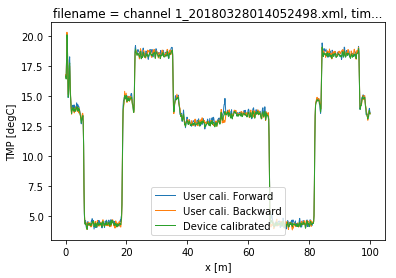 filename = channel 1_20180328014052498.xml, tim...
TMP [degC]
20.0
17.5
15.0
12.5
10.0
7.5
5.0
User cali. Forward
User cali. Backward
Device calibrated
0 20 40 60 80 100
x [m]